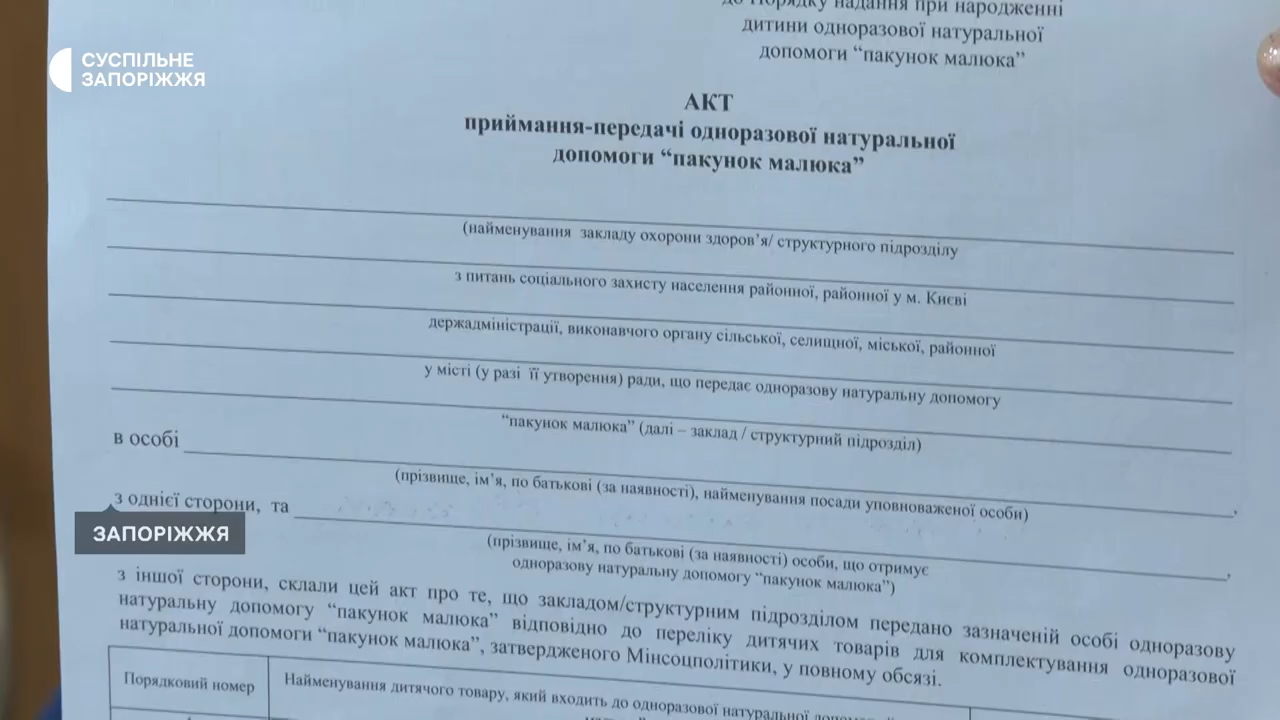 до Порядку надання при народженні
дитини одноразової натуральної
допомоги “пакунок малюка”
СУСПІЛЬНЕ
ЗАПОРІЖЖЯ
АКТ
приймання-передачі одноразової натуральної
допомоги “пакунок малюка”
(найменування закладу охорони здоров’я/ структурного підрозділу
з питань соціального захисту населення районної, районної у м. Києві
держадміністрації, виконавчого органу сільської, селищної, міської, районної
у місті (у разі її утворення) ради, що передає одноразову натуральну допомогу
“пакунок малюка” (далі – заклад / структурний підрозділ)
в особі
(прізвище, ім’я, по батькові (за наявності), найменування посади уповноваженої особи)
з однієї сторони, та
ЗАПОРІЖЖЯ
(прізвище, ім’я, по батькові (за наявності) особи, що отримує
одноразову натуральну допомогу “пакунок малюка”)
з іншої сторони, склали цей акт про те, що закладом/структурним підрозділом передано зазначеній особі одноразову
натуральну допомогу “пакунок малюка” відповідно до переліку дитячих товарів для комплектування одноразової
натуральної допомоги “пакунок малюка”, затвердженого Мінсоцполітики, у повному обсязі.
Порядковий номер
Найменування дитячого товару, який входить до одноразової натуральної